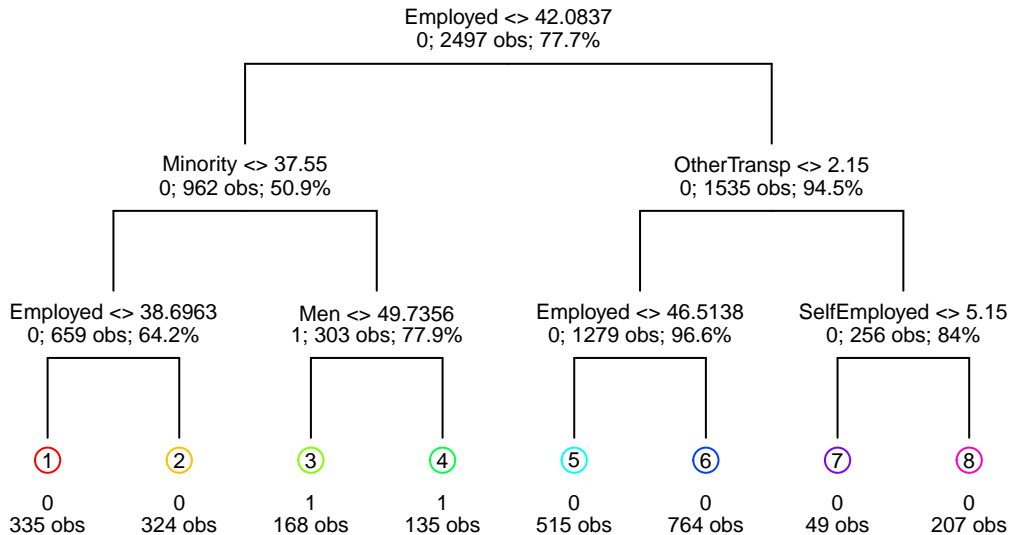 Employed <> 42.0837
0; 2497 obs; 77.7%
Minority <> 37.55
0; 962 obs; 50.9%
OtherTransp <> 2.15
0; 1535 obs; 94.5%
Employed <> 38.6963
0; 659 obs; 64.2%
Men <> 49.7356
1; 303 obs; 77.9%
Employed <> 46.5138
0; 1279 obs; 96.6%
SelfEmployed <> 5.15
0; 256 obs; 84%
1
2
3
4
5
6
7
8
0
335 obs
0
324 obs
1
168 obs
1
135 obs
0
515 obs
0
764 obs
0
49 obs
0
207 obs